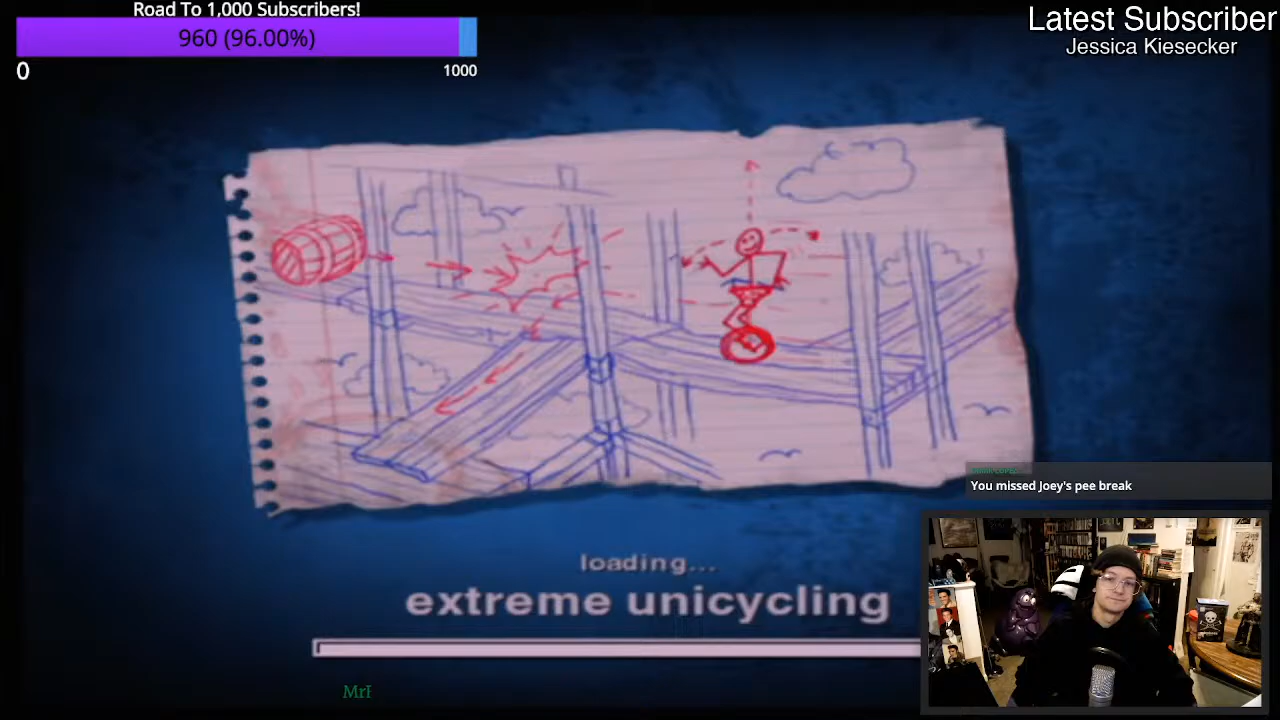 Road To 1,000 Subscribers!
960 (96.00%)
0
1000
Latest Subscriber
Jessica Kiesecker
You missed Joey's pee break
loading...
extreme unicycling
MrI